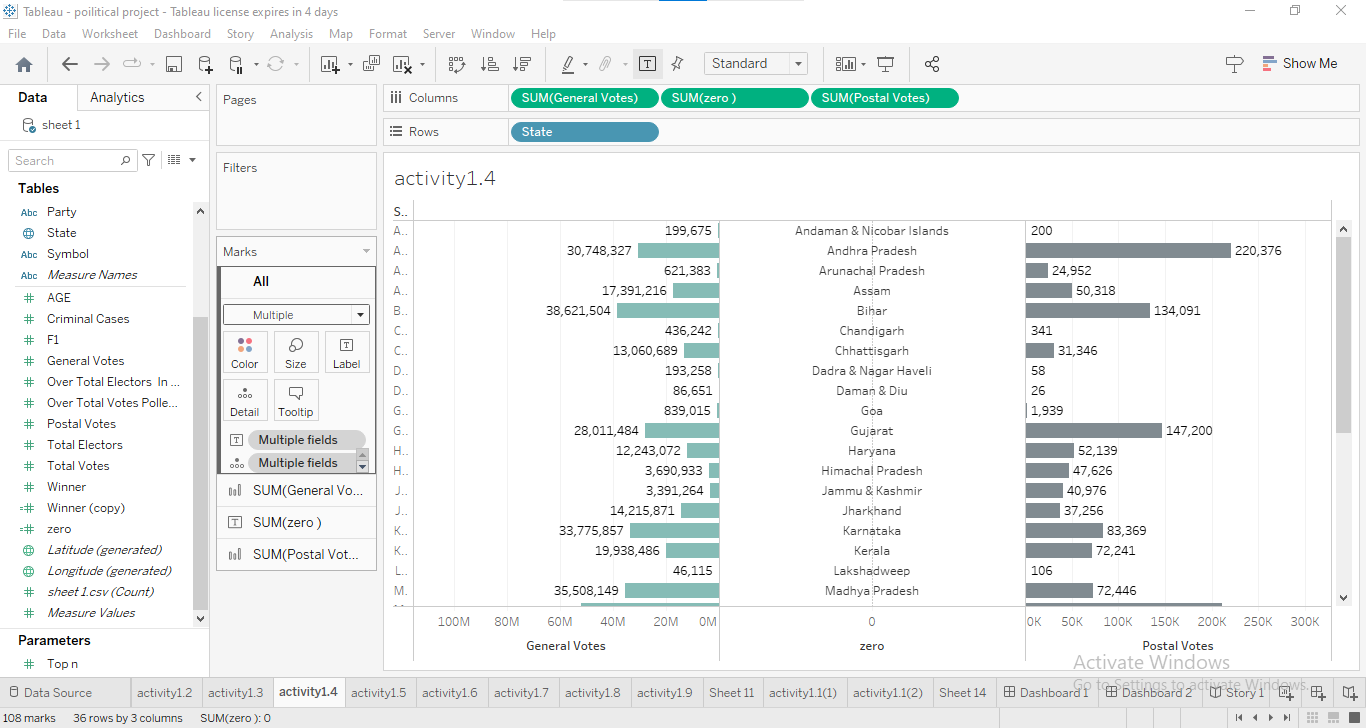 Tableau - poilitical project - Tableau license expires in 4 days
File Data Worksheet Dashboard Story Analysis Map Format Server Window Help
Standard
Show Me
Data Analytics
sheet 1
Search
Tables
Abc Party
State
Abc Symbol
Abc Measure Names
AGE
Criminal Cases
F1
General Votes
Over Total Electors In ...
Over Total Votes Polle...
Postal Votes
Total Electors
Total Votes
Winner
Winner (copy)
zero
Latitude (generated)
Longitude (generated)
sheet 1.csv (Count)
Measure Values
Parameters
Top n
Pages
Filters
Marks
All
Multiple
Color Size Label
Detail Tooltip
Multiple fields
Multiple fields
SUM(General Vo...
SUM(zero )
SUM(Postal Vot...
Columns SUM(General Votes) SUM(zero ) SUM(Postal Votes)
Rows State
activity1.4
S..
A.. 199,675 Andaman & Nicobar Islands 200
A.. 30,748,327 Andhra Pradesh 220,376
A.. 621,383 Arunachal Pradesh 24,952
A.. 17,391,216 Assam 50,318
B.. 38,621,504 Bihar 134,091
C.. 436,242 Chandigarh 341
C.. 13,060,689 Chhattisgarh 31,346
D.. 193,258 Dadra & Nagar Haveli 58
D.. 86,651 Daman & Diu 26
G.. 839,015 Goa 1,939
G.. 28,011,484 Gujarat 147,200
H.. 12,243,072 Haryana 52,139
H.. 3,690,933 Himachal Pradesh 47,626
J.. 3,391,264 Jammu & Kashmir 40,976
J.. 14,215,871 Jharkhand 37,256
K.. 33,775,857 Karnataka 83,369
K.. 19,938,486 Kerala 72,241
L.. 46,115 Lakshadweep 106
M. 35,508,149 Madhya Pradesh 72,446
100M 80M 60M 40M 20M 0M 0 0K 50K 100K 150K 200K 250K 300K
General Votes zero Postal Votes
Activate Windows
Go to Settings to activate Windows.
Data Source activity1.2 activity1.3 activity1.4 activity1.5 activity1.6 activity1.7 activity1.8 activity1.9 Sheet 11 activity1.1(1) activity1.1(2) Sheet 14 Dashboard 1 Dashboard 2 Story 1
108 marks 36 rows by 3 columns SUM(zero ): 0